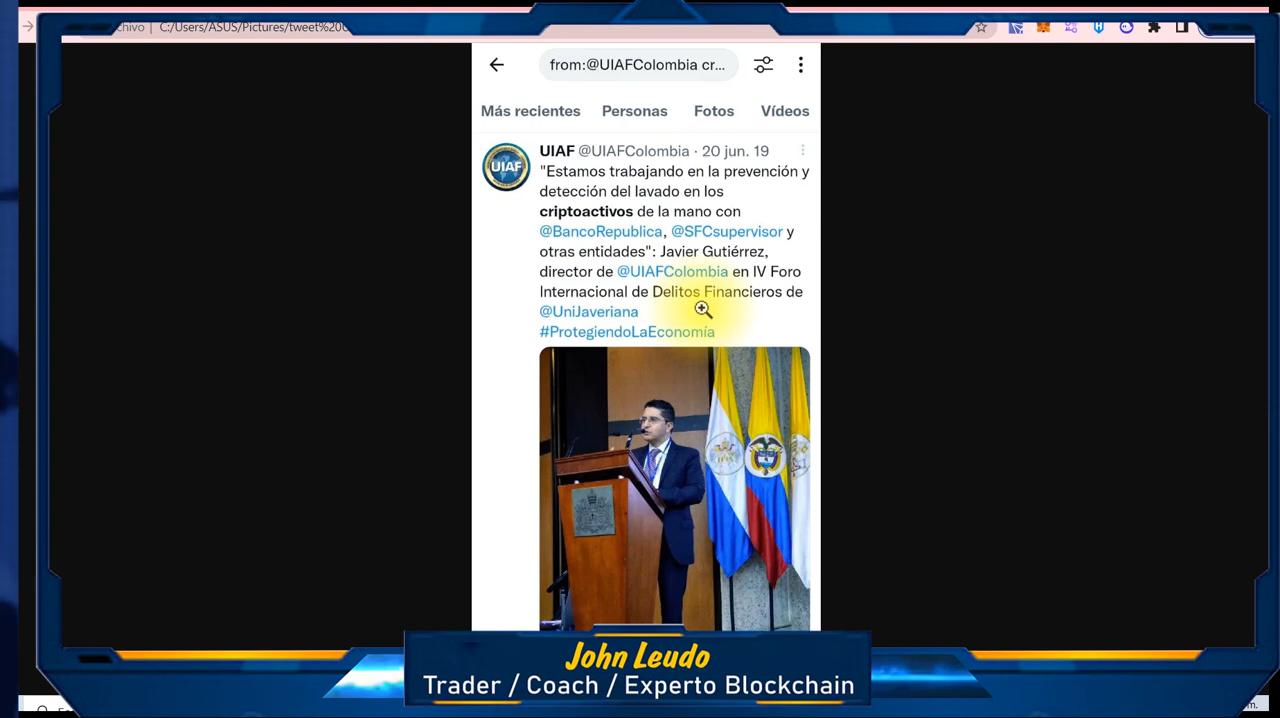 rchivo | C:/Users/ASUS/Pictures/tweet%20
from:@UIAFColombia cr...
Más recientes Personas Fotos Vídeos
UIAF @UIAFColombia · 20 jun. 19
UIAF
"Estamos trabajando en la prevención y
detección del lavado en los
criptoactivos de la mano con
@BancoRepublica, @SFCsupervisor y
otras entidades": Javier Gutiérrez,
director de @UIAFColombia en IV Foro
Internacional de Delitos Financieros de
@UniJaveriana
#ProtegiendoLaEconomía
John Leudo
Trader / Coach / Experto Blockchain